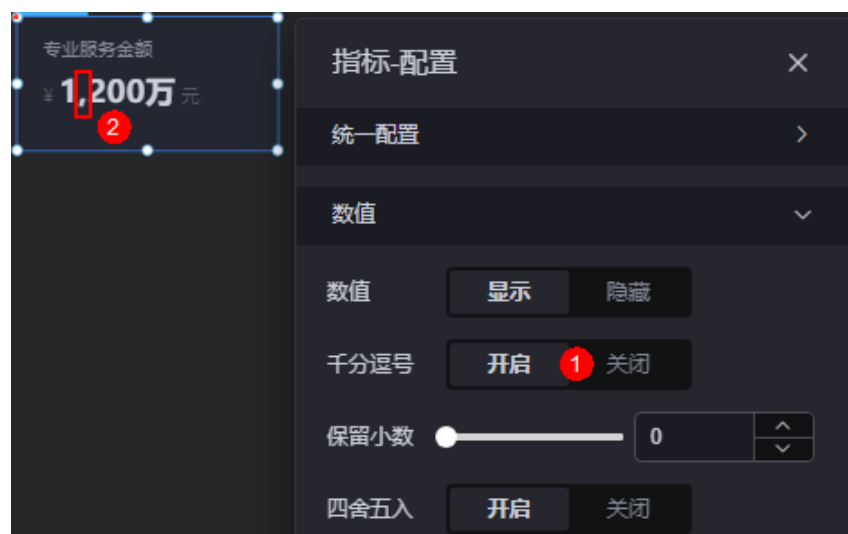 专业服务金额
¥ 1,200万 元
2
指标-配置
统一配置
数值
数值 显示 隐藏
千分逗号 开启 1 关闭
保留小数 0
四舍五入 开启 关闭